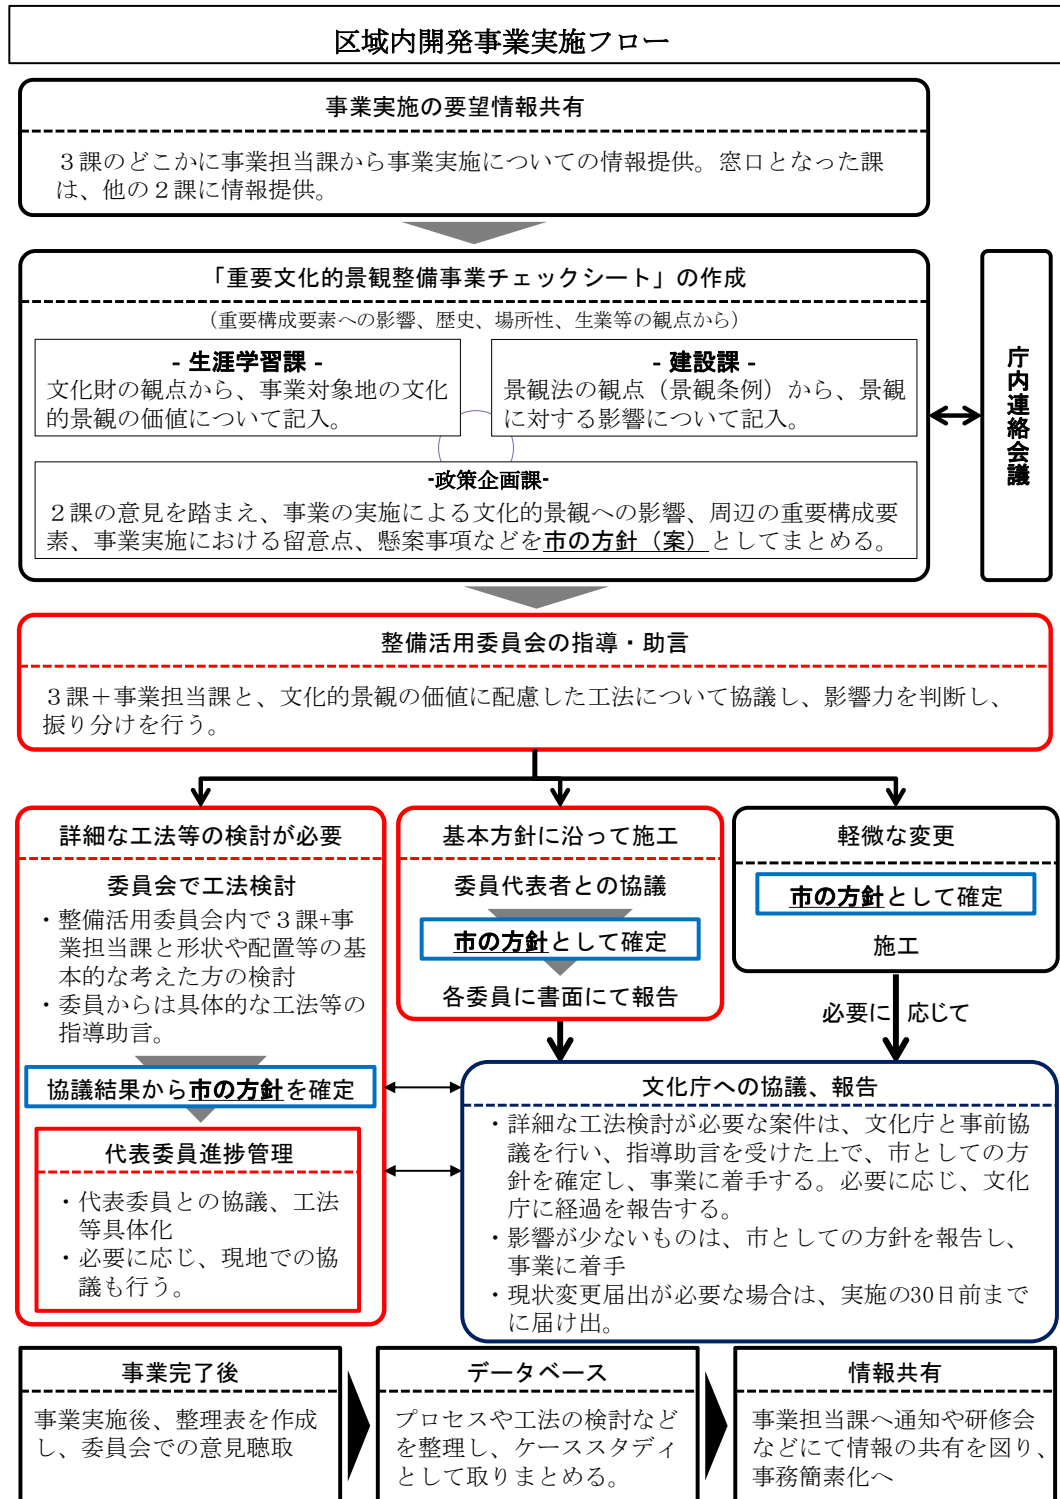 区域内開発事業実施フロー
事業実施の要望情報共有
３課のどこかに事業担当課から事業実施についての情報提供。窓口となった課
は、他の２課に情報提供。
「重要文化的景観整備事業チェックシート」の作成
（重要構成要素への影響、歴史、場所性、生業等の観点から）
- 生涯学習課 -
文化財の観点から、事業対象地の文化
的景観の価値について記入。
- 建設課 -
景観法の観点（景観条例）から、景観
に対する影響について記入。
-政策企画課-
２課の意見を踏まえ、事業の実施による文化的景観への影響、周辺の重要構成要
素、事業実施における留意点、懸案事項などを市の方針（案）としてまとめる。
庁内連絡会議
整備活用委員会の指導・助言
３課＋事業担当課と、文化的景観の価値に配慮した工法について協議し、影響力を判断し、
振り分けを行う。
詳細な工法等の検討が必要
委員会で工法検討
・整備活用委員会内で３課+事
業担当課と形状や配置等の基
本的な考えた方の検討
・委員からは具体的な工法等の
指導助言。
協議結果から市の方針を確定
代表委員進捗管理
・代表委員との協議、工法
等具体化
・必要に応じ、現地での協
議も行う。
基本方針に沿って施工
委員代表者との協議
市の方針として確定
各委員に書面にて報告
軽微な変更
市の方針として確定
施工
必要に 応じて
文化庁への協議、報告
・詳細な工法検討が必要な案件は、文化庁と事前協
議を行い、指導助言を受けた上で、市としての方
針を確定し、事業に着手する。必要に応じ、文化
庁に経過を報告する。
・影響が少ないものは、市としての方針を報告し、
事業に着手
・現状変更届出が必要な場合は、実施の30日前まで
に届け出。
事業完了後
事業実施後、整理表を作成
し、委員会での意見聴取
データベース
プロセスや工法の検討など
を整理し、ケーススタディ
として取りまとめる。
情報共有
事業担当課へ通知や研修会
などにて情報の共有を図り、
事務簡素化へ